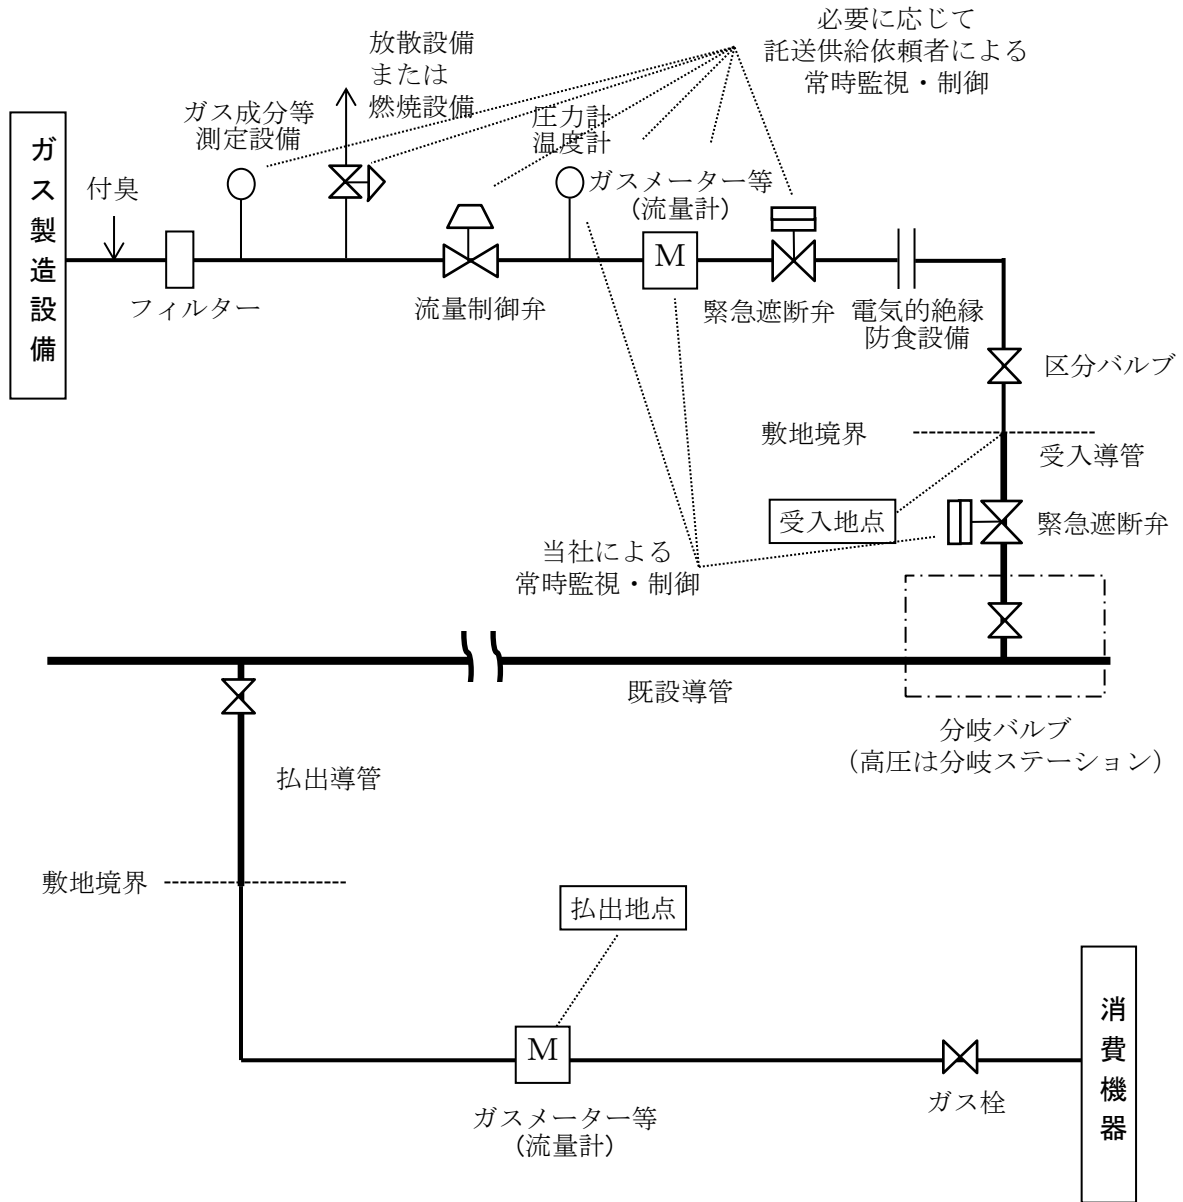 必要に応じて
託送供給依頼者による
常時監視・制御
放散設備
または
燃焼設備
ガス成分等
測定設備
圧力計
温度計
付臭
ガスメーター等
(流量計)
ガス製造設備
M
フィルター
流量制御弁
緊急遮断弁
電気的絶縁
防食設備
区分バルブ
敷地境界
受入導管
受入地点
緊急遮断弁
当社による
常時監視・制御
既設導管
分岐バルブ
（高圧は分岐ステーション）
払出導管
敷地境界
払出地点
M
ガスメーター等
(流量計)
ガス栓
消費機器